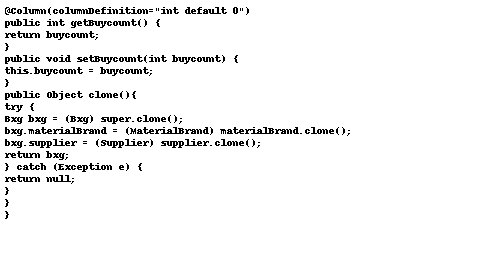 @Column(columnDefinition="int default 0")
public int getBuycount() {
return buycount;
}
public void setBuycount(int buycount) {
this.buycount = buycount;
}
public Object clone(){
try {
Bxg bxg = (Bxg) super.clone();
bxg.materialBrand = (MaterialBrand) materialBrand.clone();
bxg.supplier = (Supplier) supplier.clone();
return bxg;
} catch (Exception e) {
return null;
}
}
}